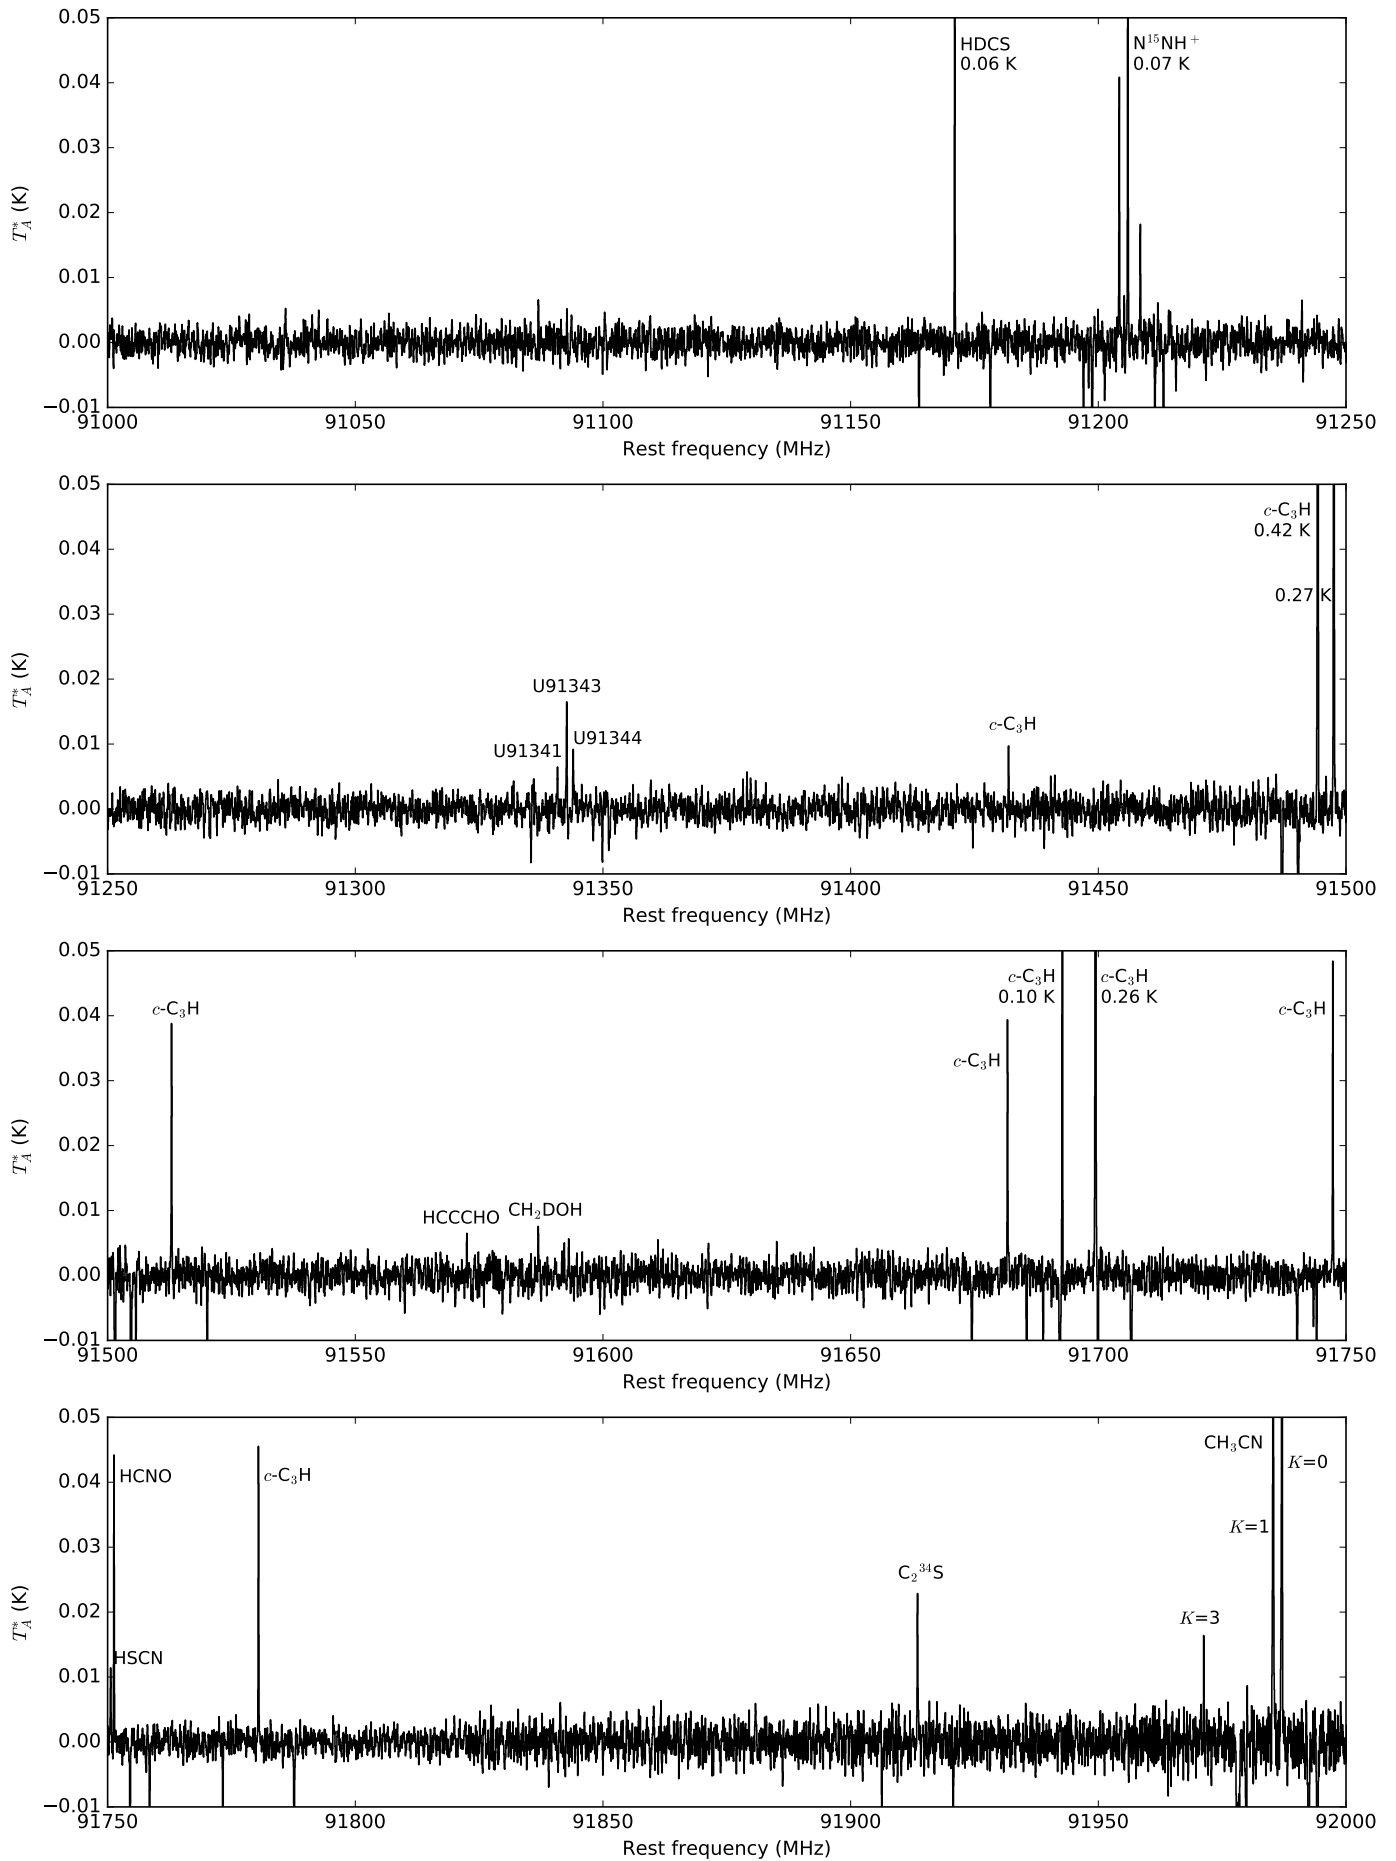 0.05
HDCS
N¹⁵NH⁺
0.06 K
0.07 K
0.04
0.03
T*A (K)
0.02
0.01
0.00
−0.01
91000 91050 91100 91150 91200 91250
Rest frequency (MHz)
0.05
c-C₃H
0.42 K
0.04
0.27 K
0.03
T*A (K)
0.02
U91343
U91344
c-C₃H
U91341
0.01
0.00
−0.01
91250 91300 91350 91400 91450 91500
Rest frequency (MHz)
0.05
c-C₃H
c-C₃H
0.10 K
0.26 K
c-C₃H
c-C₃H
0.04
c-C₃H
0.03
T*A (K)
0.02
0.01
HCCCHO
CH₂DOH
0.00
−0.01
91500 91550 91600 91650 91700 91750
Rest frequency (MHz)
0.05
CH₃CN
K=0
HCNO
c-C₃H
0.04
K=1
0.03
C₂³⁴S
T*A (K)
0.02
K=3
HSCN
0.01
0.00
−0.01
91750 91800 91850 91900 91950 92000
Rest frequency (MHz)